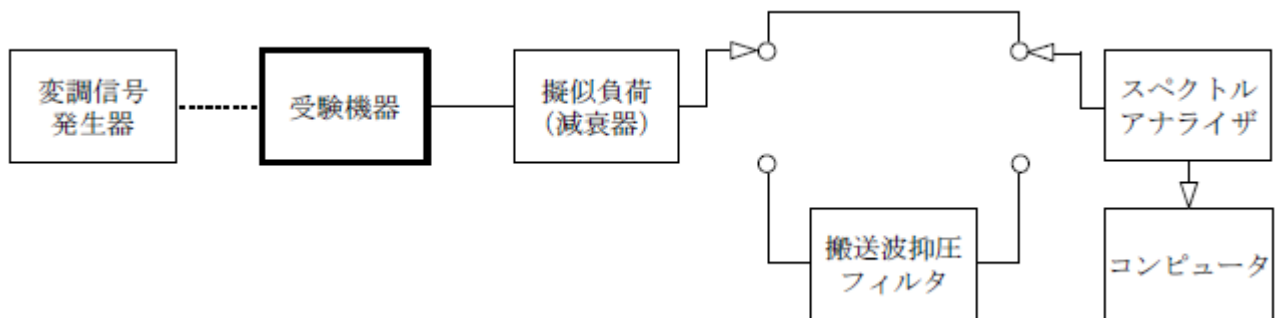 変調信号
発生器
受験機器
擬似負荷
（減衰器）
スペクトル
アナライザ
搬送波抑圧
フィルタ
コンピュータ